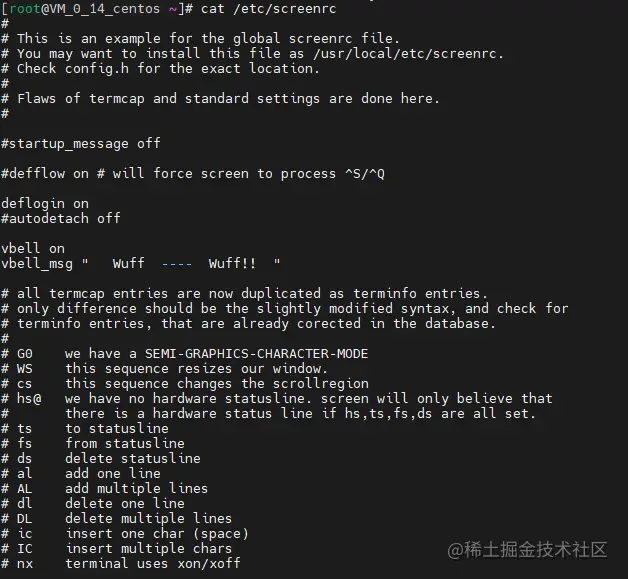 [root@VM_0_14_centos ~]# cat /etc/screenrc
#
# This is an example for the global screenrc file.
# You may want to install this file as /usr/local/etc/screenrc.
# Check config.h for the exact location.
#
# Flaws of termcap and standard settings are done here.
#

#startup_message off

#defflow on # will force screen to process ^S/^Q

deflogin on
#autodetach off

vbell on
vbell_msg "   Wuff  ----  Wuff!!  "

# all termcap entries are now duplicated as terminfo entries.
# only difference should be the slightly modified syntax, and check for
# terminfo entries, that are already corected in the database.
#
# G0    we have a SEMI-GRAPHICS-CHARACTER-MODE
# WS    this sequence resizes our window.
# cs    this sequence changes the scrollregion
# hs@   we have no hardware statusline. screen will only believe that
#       there is a hardware status line if hs,ts,fs,ds are all set.
# ts    to statusline
# fs    from statusline
# ds    delete statusline
# al    add one line
# AL    add multiple lines
# dl    delete one line
# DL    delete multiple lines
# ic    insert one char (space)
# IC    insert multiple chars
# nx    terminal uses xon/xoff
@稀土掘金技术社区